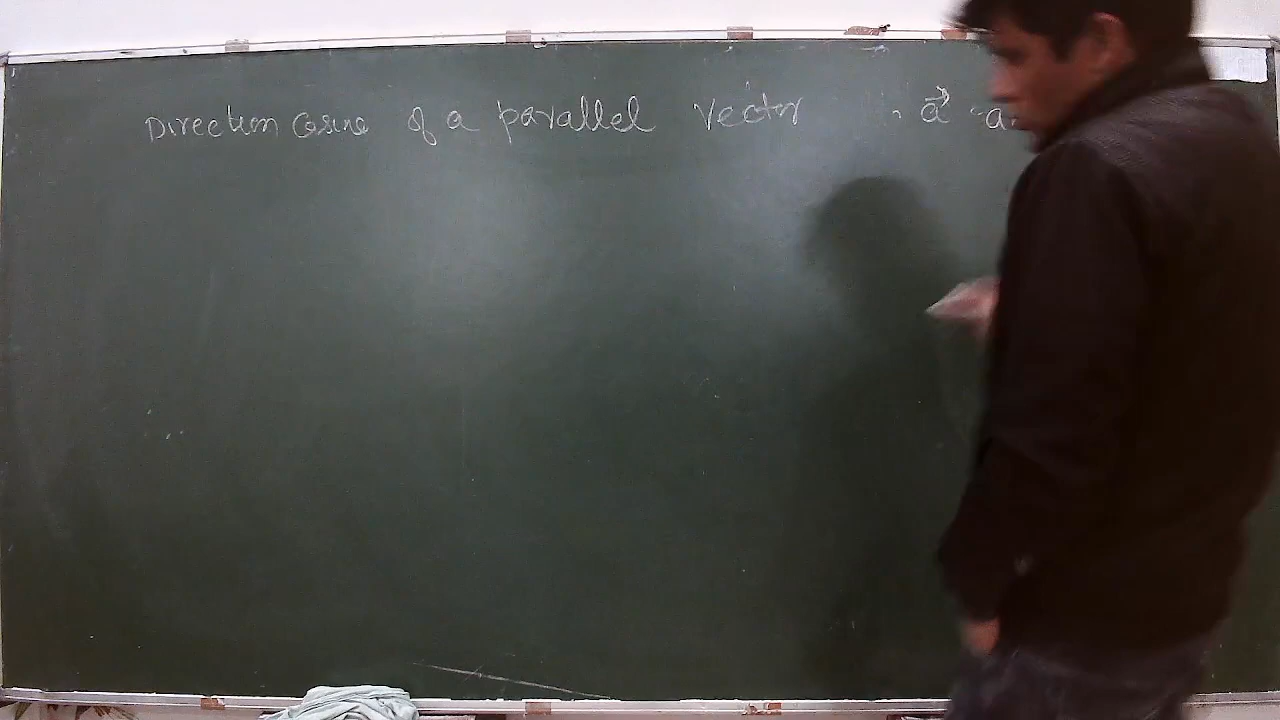 Direction Cosine of a parallel vector : a⃗ = a